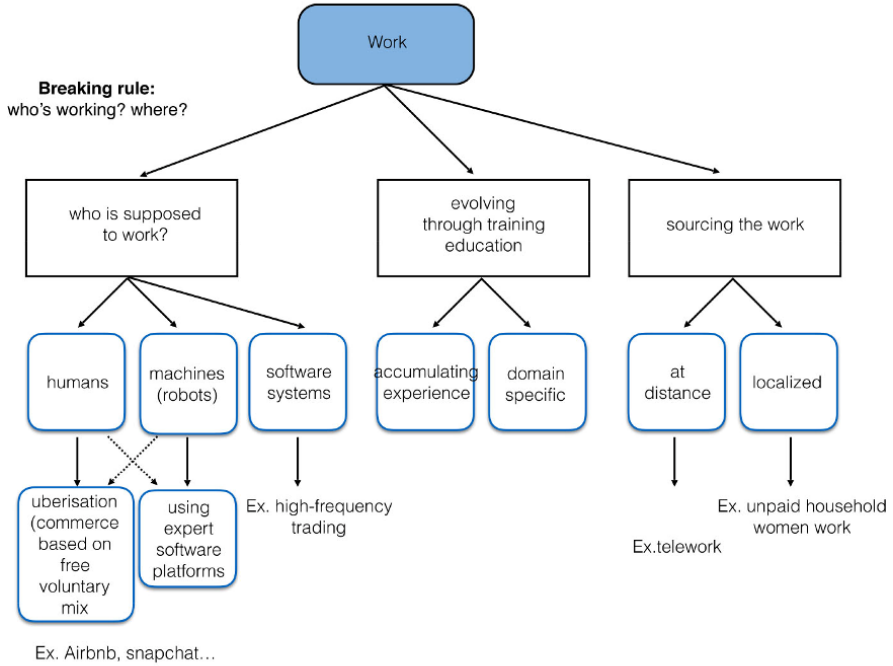 Work
Breaking rule:
who's working? where?
who is supposed
to work?
evolving
through training
education
sourcing the work
humans
machines
(robots)
software
systems
accumulating
experience
domain
specific
at
distance
localized
uberisation
(commerce
based on
free
voluntary
mix
using
expert
software
platforms
Ex. high-frequency
trading
Ex.telework
Ex. unpaid household
women work
Ex. Airbnb, snapchat…